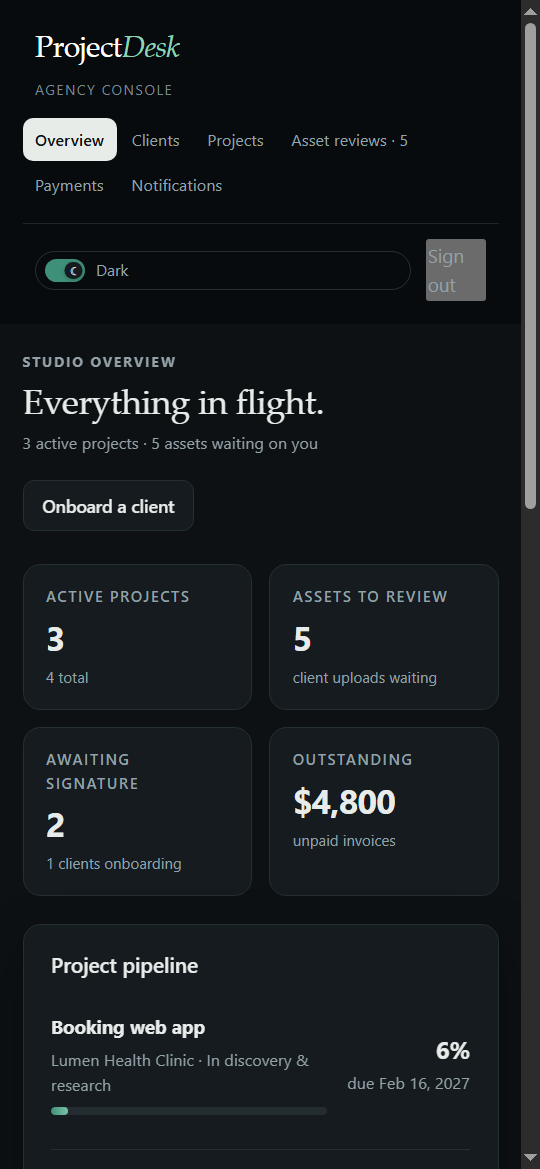 ProjectDesk
AGENCY CONSOLE
Overview Clients Projects Asset reviews · 5
Payments Notifications
Dark
Sign
out
STUDIO OVERVIEW
Everything in flight.
3 active projects · 5 assets waiting on you
Onboard a client
ACTIVE PROJECTS
3
4 total
ASSETS TO REVIEW
5
client uploads waiting
AWAITING
SIGNATURE
2
1 clients onboarding
OUTSTANDING
$4,800
unpaid invoices
Project pipeline
Booking web app
Lumen Health Clinic · In discovery &
research
6%
due Feb 16, 2027